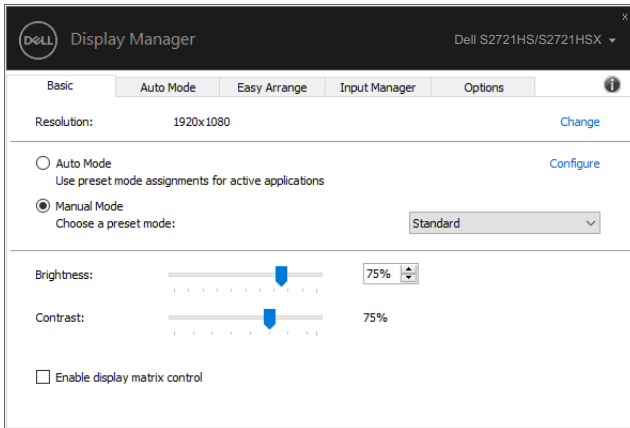 x
DELL Display Manager Dell S2721HS/S2721HSX
Basic Auto Mode Easy Arrange Input Manager Options i
Resolution: 1920x1080 Change
Auto Mode Configure
Use preset mode assignments for active applications
Manual Mode
Choose a preset mode: Standard
Brightness: 75%
Contrast: 75%
Enable display matrix control